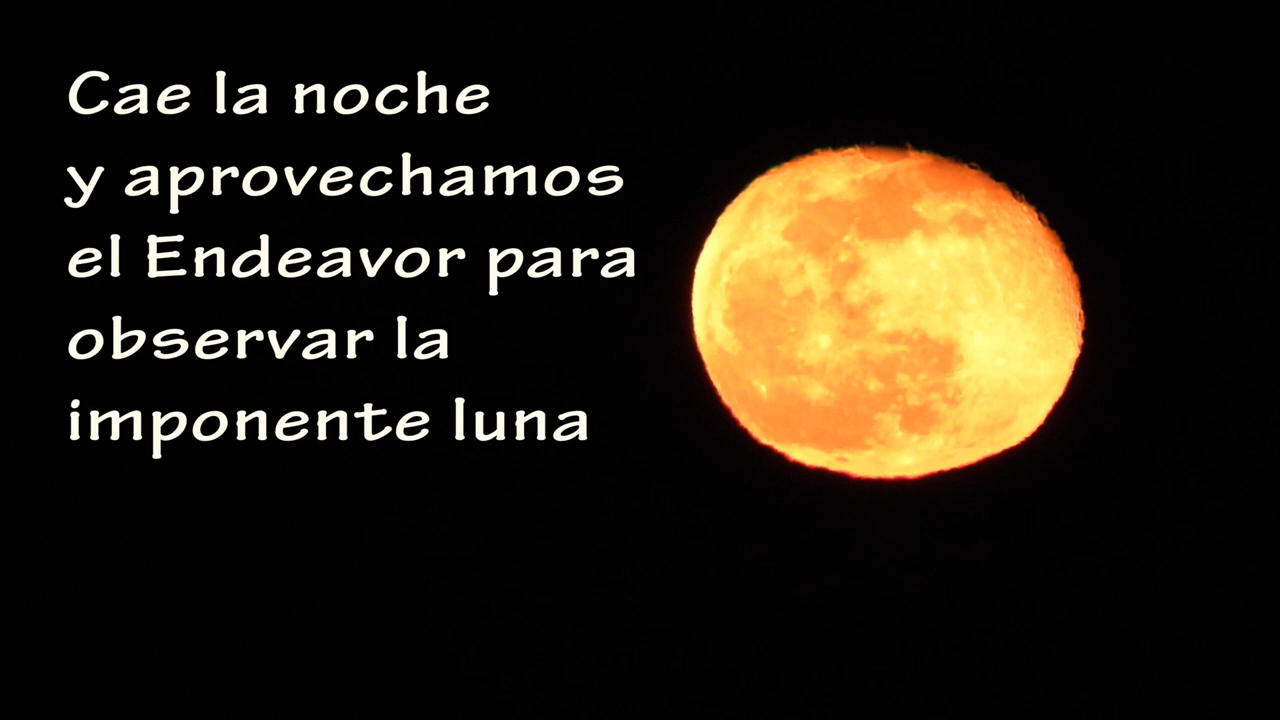 Cae la noche
y aprovechamos
el Endeavor para
observar la
imponente luna